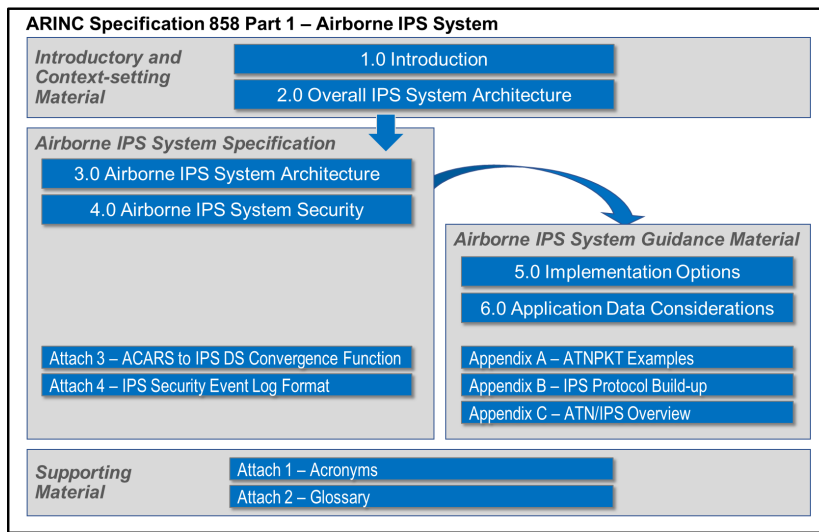 ARINC Specification 858 Part 1 – Airborne IPS System
Introductory and
Context-setting
Material
1.0 Introduction
2.0 Overall IPS System Architecture
Airborne IPS System Specification
3.0 Airborne IPS System Architecture
4.0 Airborne IPS System Security
Attach 3 – ACARS to IPS DS Convergence Function
Attach 4 – IPS Security Event Log Format
Airborne IPS System Guidance Material
5.0 Implementation Options
6.0 Application Data Considerations
Appendix A – ATNPKT Examples
Appendix B – IPS Protocol Build-up
Appendix C – ATN/IPS Overview
Supporting
Material
Attach 1 – Acronyms
Attach 2 – Glossary